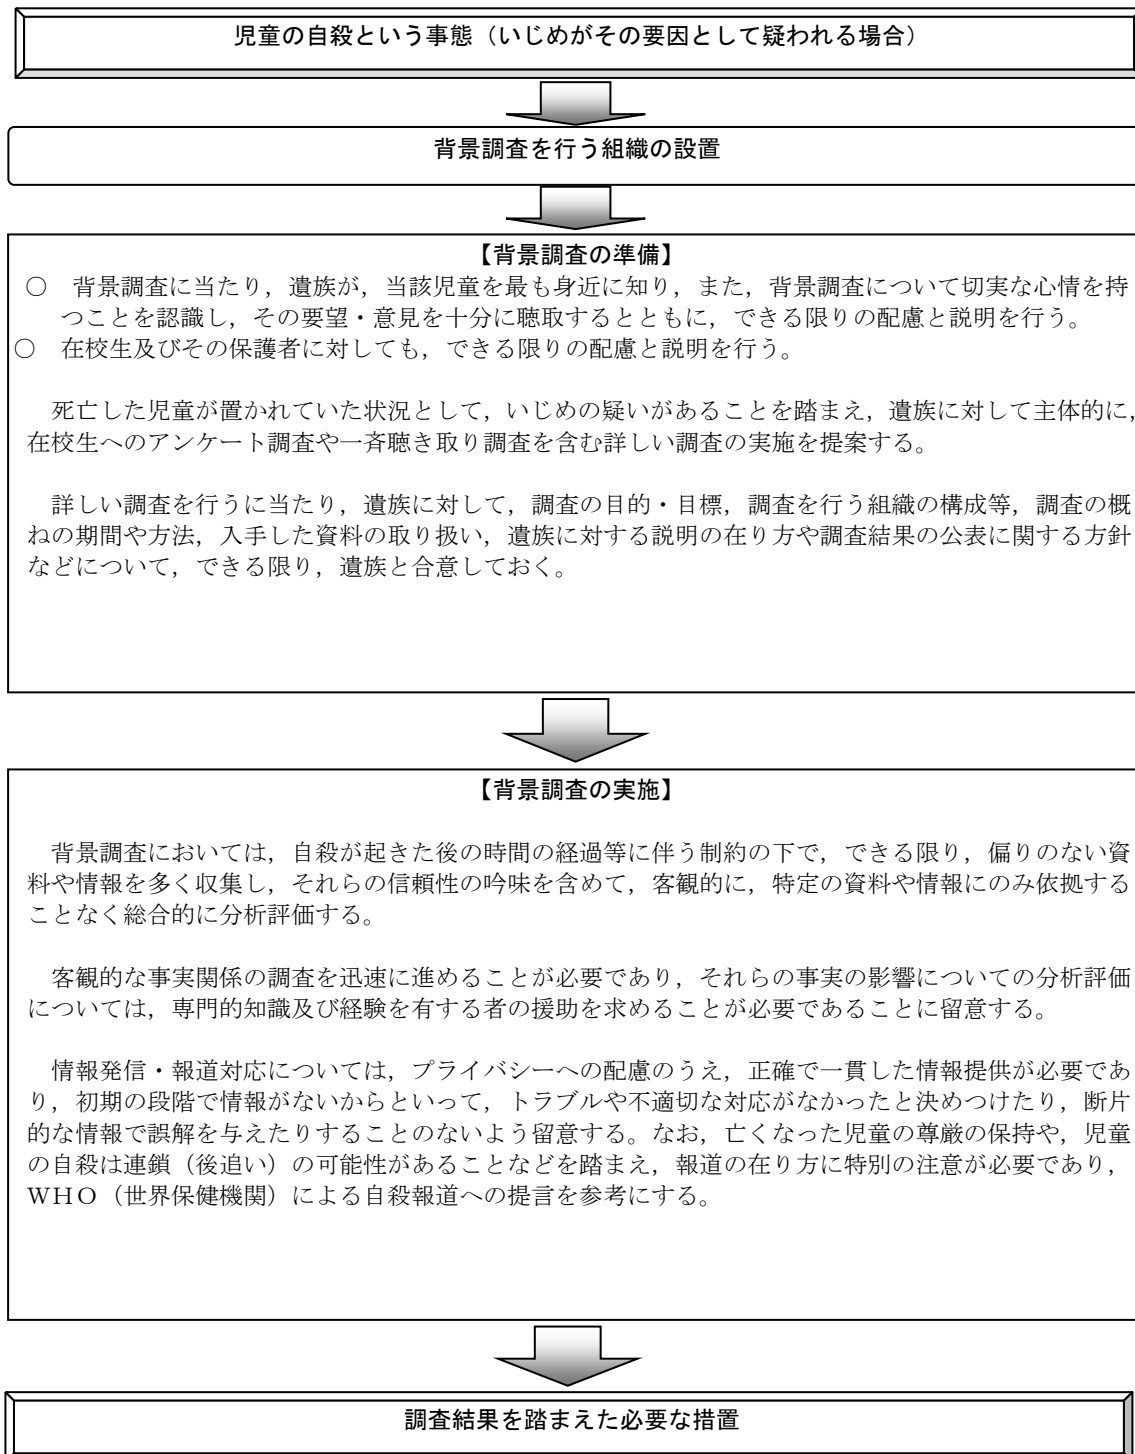 児童の自殺という事態（いじめがその要因として疑われる場合）
背景調査を行う組織の設置
【背景調査の準備】
○　背景調査に当たり，遺族が，当該児童を最も身近に知り，また，背景調査について切実な心情を持
つことを認識し，その要望・意見を十分に聴取するとともに，できる限りの配慮と説明を行う。
○　在校生及びその保護者に対しても，できる限りの配慮と説明を行う。
　死亡した児童が置かれていた状況として，いじめの疑いがあることを踏まえ，遺族に対して主体的に，
在校生へのアンケート調査や一斉聴き取り調査を含む詳しい調査の実施を提案する。
　詳しい調査を行うに当たり，遺族に対して，調査の目的・目標，調査を行う組織の構成等，調査の概
ねの期間や方法，入手した資料の取り扱い，遺族に対する説明の在り方や調査結果の公表に関する方針
などについて，できる限り，遺族と合意しておく。
【背景調査の実施】
　背景調査においては，自殺が起きた後の時間の経過等に伴う制約の下で，できる限り，偏りのない資
料や情報を多く収集し，それらの信頼性の吟味を含めて，客観的に，特定の資料や情報にのみ依拠する
ことなく総合的に分析評価する。
　客観的な事実関係の調査を迅速に進めることが必要であり，それらの事実の影響についての分析評価
については，専門的知識及び経験を有する者の援助を求めることが必要であることに留意する。
　情報発信・報道対応については，プライバシーへの配慮のうえ，正確で一貫した情報提供が必要であ
り，初期の段階で情報がないからといって，トラブルや不適切な対応がなかったと決めつけたり，断片
的な情報で誤解を与えたりすることのないよう留意する。なお，亡くなった児童の尊厳の保持や，児童
の自殺は連鎖（後追い）の可能性があることなどを踏まえ，報道の在り方に特別の注意が必要であり，
ＷＨＯ（世界保健機関）による自殺報道への提言を参考にする。
調査結果を踏まえた必要な措置